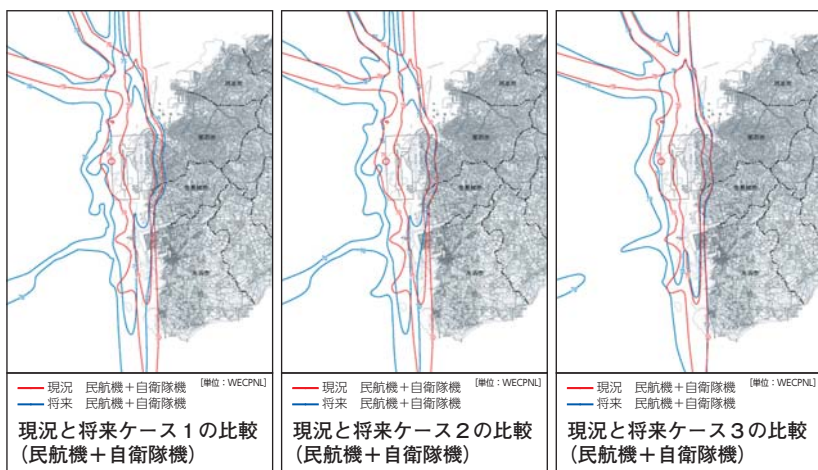 現況　民航機＋自衛隊機
[単位：WECPNL]
将来　民航機＋自衛隊機
現況と将来ケース１の比較
（民航機＋自衛隊機）
現況　民航機＋自衛隊機
[単位：WECPNL]
将来　民航機＋自衛隊機
現況と将来ケース２の比較
（民航機＋自衛隊機）
現況　民航機＋自衛隊機
[単位：WECPNL]
将来　民航機＋自衛隊機
現況と将来ケース３の比較
（民航機＋自衛隊機）